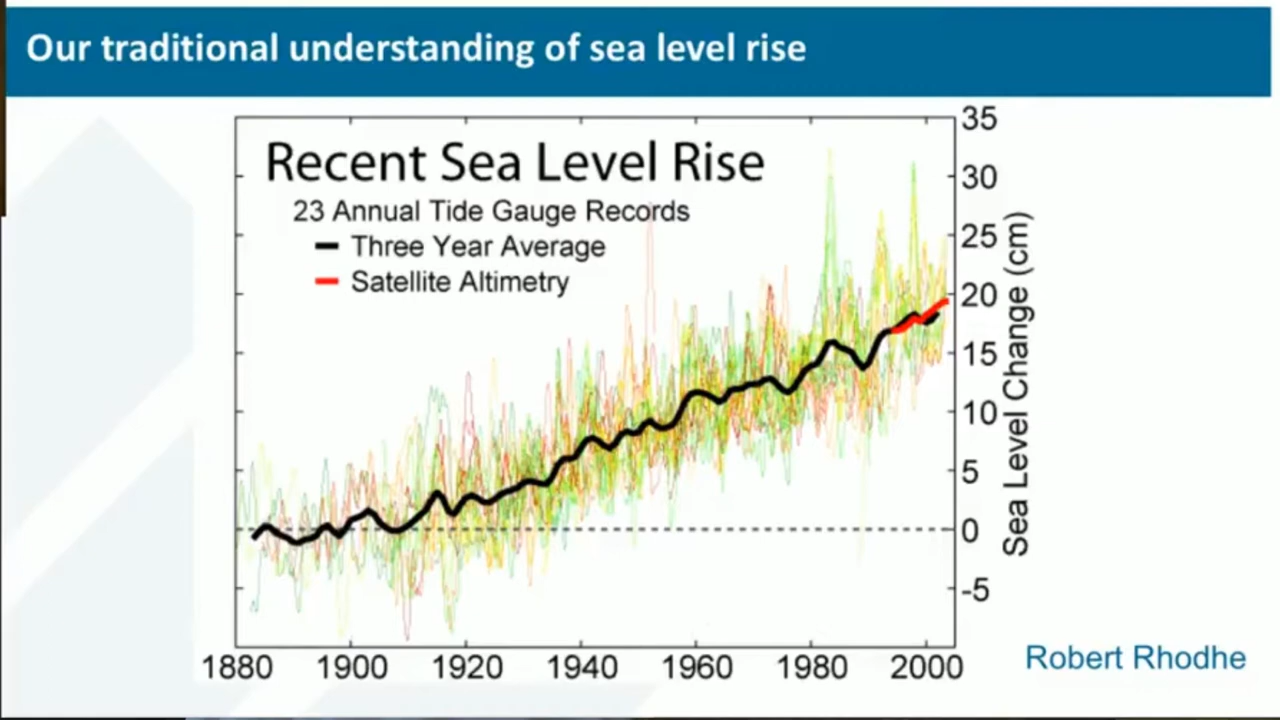 Our traditional understanding of sea level rise
Recent Sea Level Rise
23 Annual Tide Gauge Records
Three Year Average
Satellite Altimetry
35
30
25
20
15
10
5
0
-5
Sea Level Change (cm)
1880 1900 1920 1940 1960 1980 2000
Robert Rhodhe